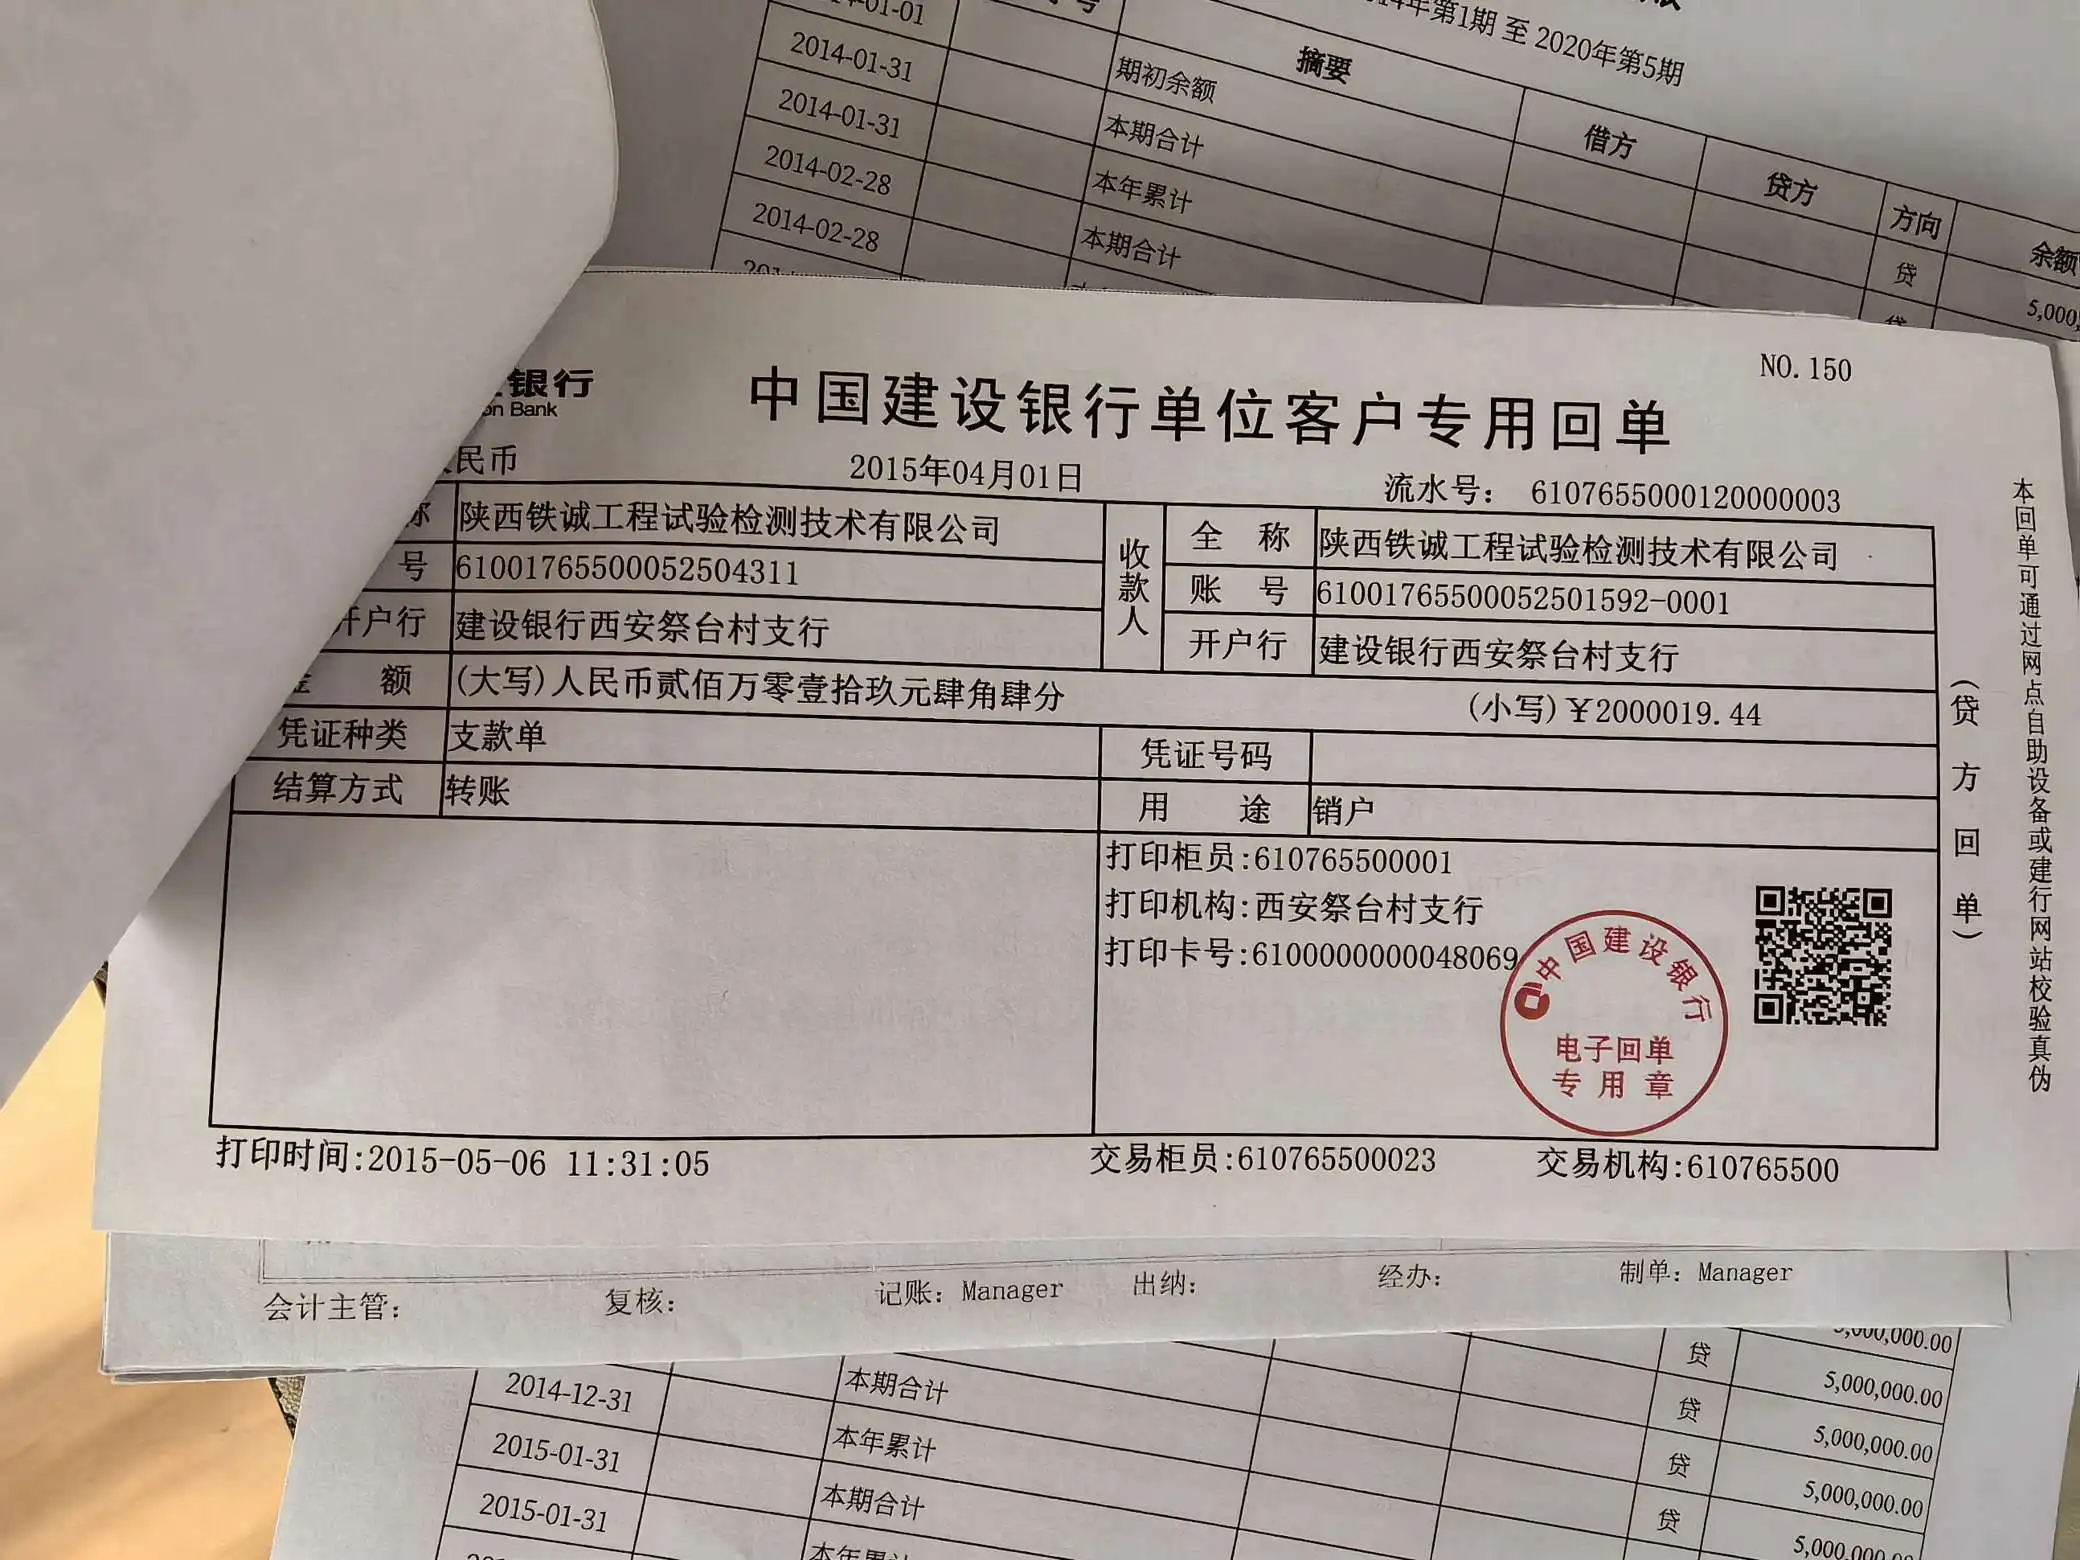 2014年第1期 至 2020年第5期
摘要 借方 贷方 方向 余额
01-01 期初余额 贷 5,000,
2014-01-31 本期合计
2014-01-31 本年累计
2014-02-28 本期合计
2014-02-28
银行
Bank
中国建设银行单位客户专用回单
NO.150
人民币 2015年04月01日 流水号: 6107655000120000003
称 陕西铁诚工程试验检测技术有限公司 收款人 全称 陕西铁诚工程试验检测技术有限公司
号 61001765500052504311 账号 61001765500052501592-0001
开户行 建设银行西安祭台村支行 开户行 建设银行西安祭台村支行
金额 (大写)人民币贰佰万零壹拾玖元肆角肆分 (小写)¥2000019.44
凭证种类 支款单 凭证号码
结算方式 转账 用途 销户
打印柜员:610765500001
打印机构:西安祭台村支行
打印卡号:6100000000048069
中国建设银行
电子回单
专用章
(贷方回单)
本回单可通过网点自助设备或建行网站校验真伪
打印时间:2015-05-06 11:31:05 交易柜员:610765500023 交易机构:610765500
会计主管: 复核: 记账: Manager 出纳: 经办: 制单: Manager
5,000,000.00
2014-12-31 本期合计 贷 5,000,000.00
2015-01-31 本年累计 贷 5,000,000.00
2015-01-31 本期合计 贷 5,000,000.00
本年累计 贷 5,000,000.00